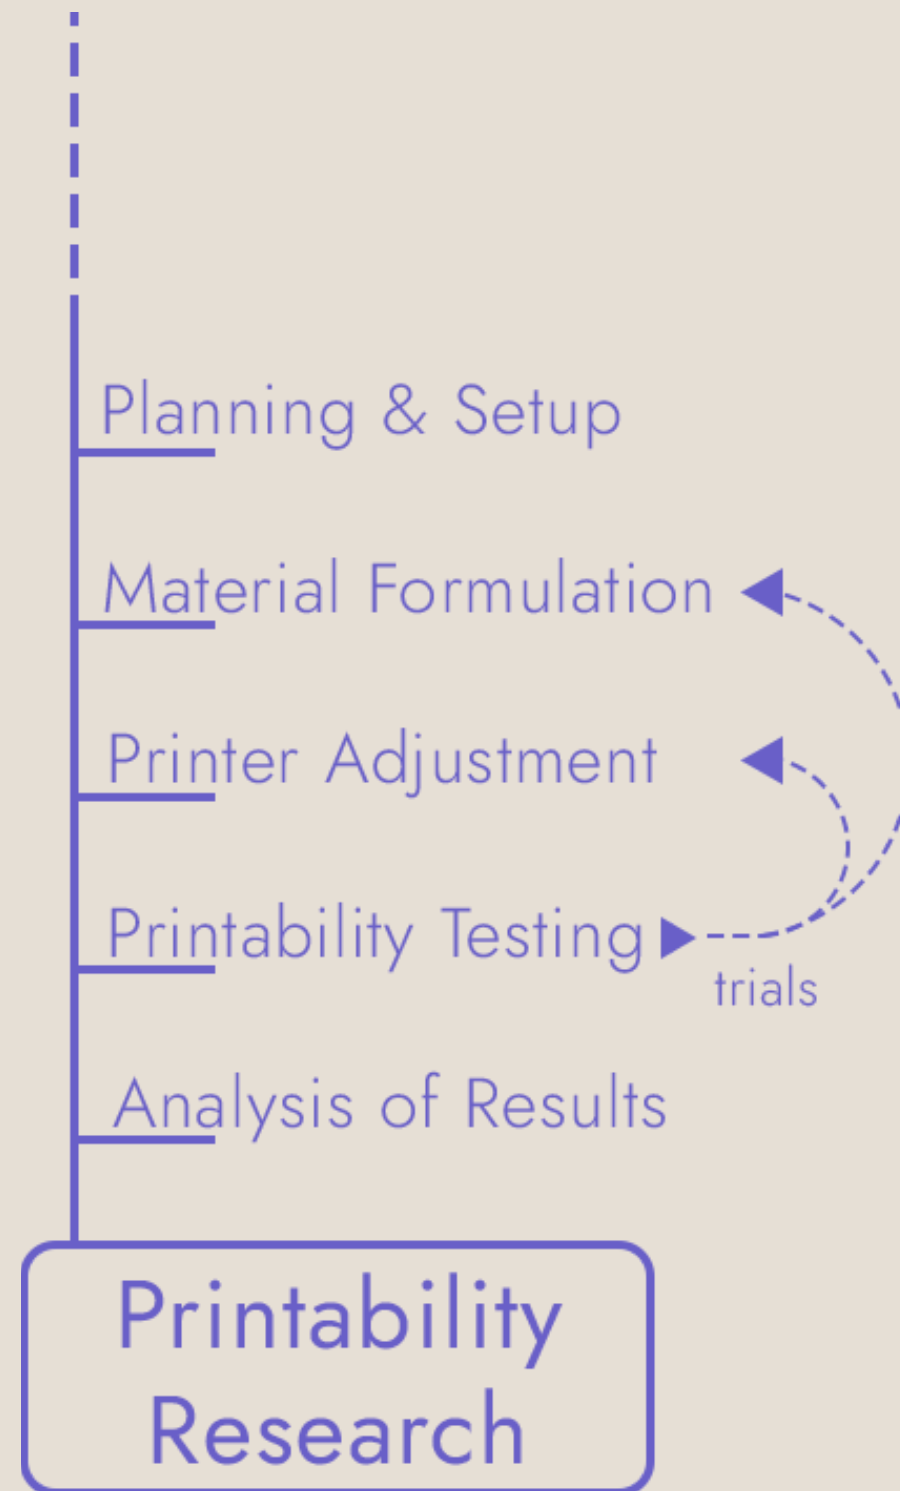 Planning & Setup
Material Formulation
Printer Adjustment
Printability Testing
trials
Analysis of Results
Printability
Research